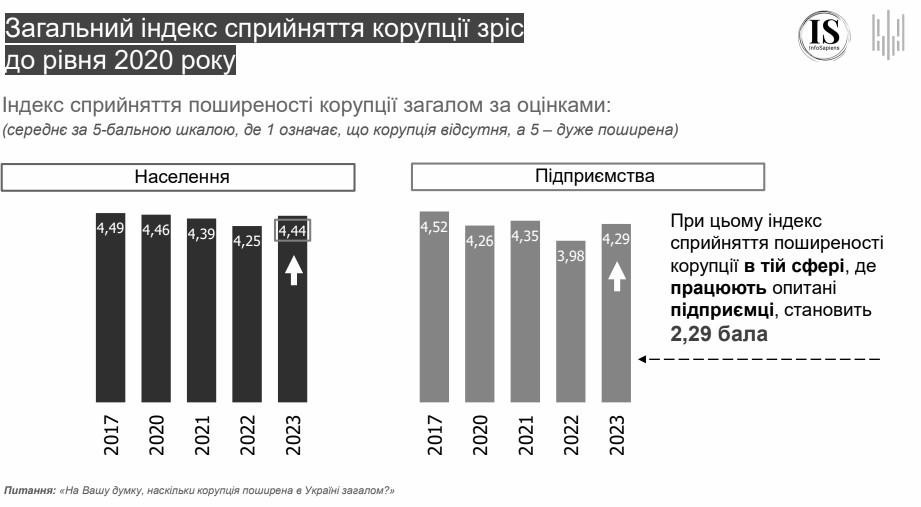 Загальний індекс сприйняття корупції зріс
до рівня 2020 року
IS
InfoSapiens
Індекс сприйняття поширеності корупції загалом за оцінками:
(середнє за 5-бальною шкалою, де 1 означає, що корупція відсутня, а 5 – дуже поширена)
Населення
4,49
4,46
4,39
4,25
4,44
2017
2020
2021
2022
2023
Підприємства
4,52
4,26
4,35
3,98
4,29
2017
2020
2021
2022
2023
При цьому індекс
сприйняття поширеності
корупції в тій сфері, де
працюють опитані
підприємці, становить
2,29 бала
Питання: «На Вашу думку, наскільки корупція поширена в Україні загалом?»